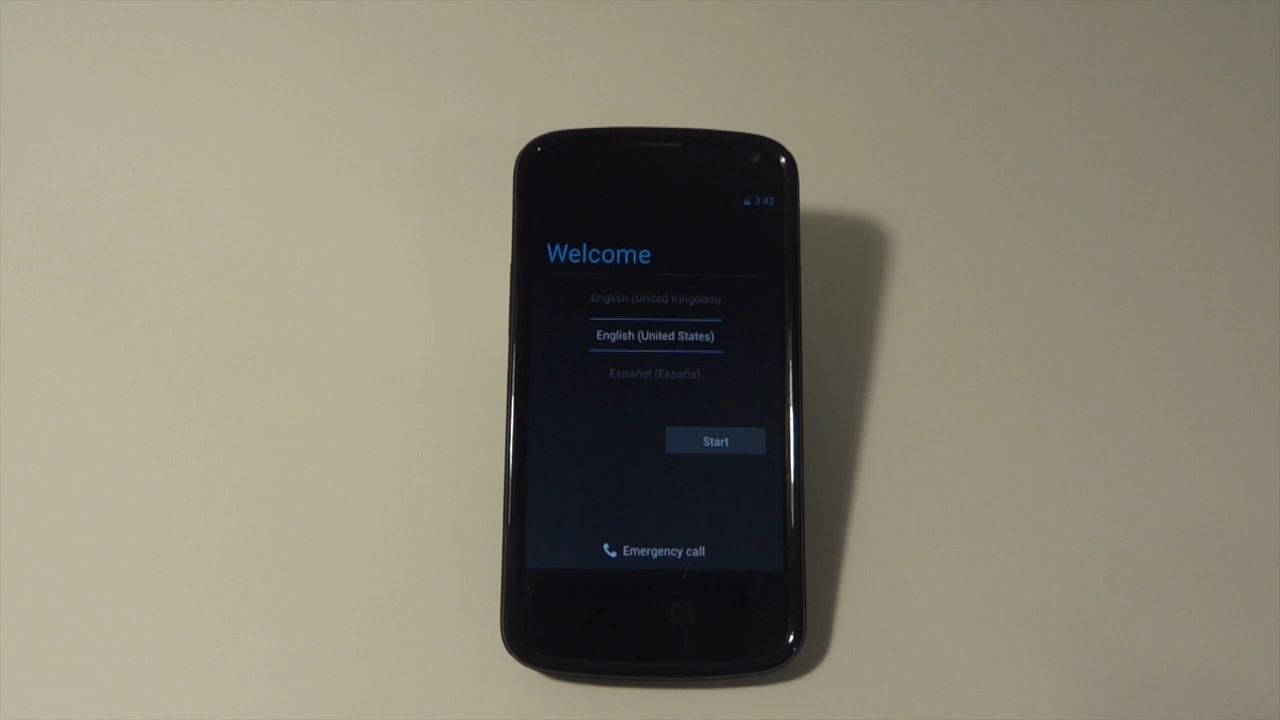 3:42
Welcome
English (United Kingdom)
English (United States)
Español (España)
Start
Emergency call